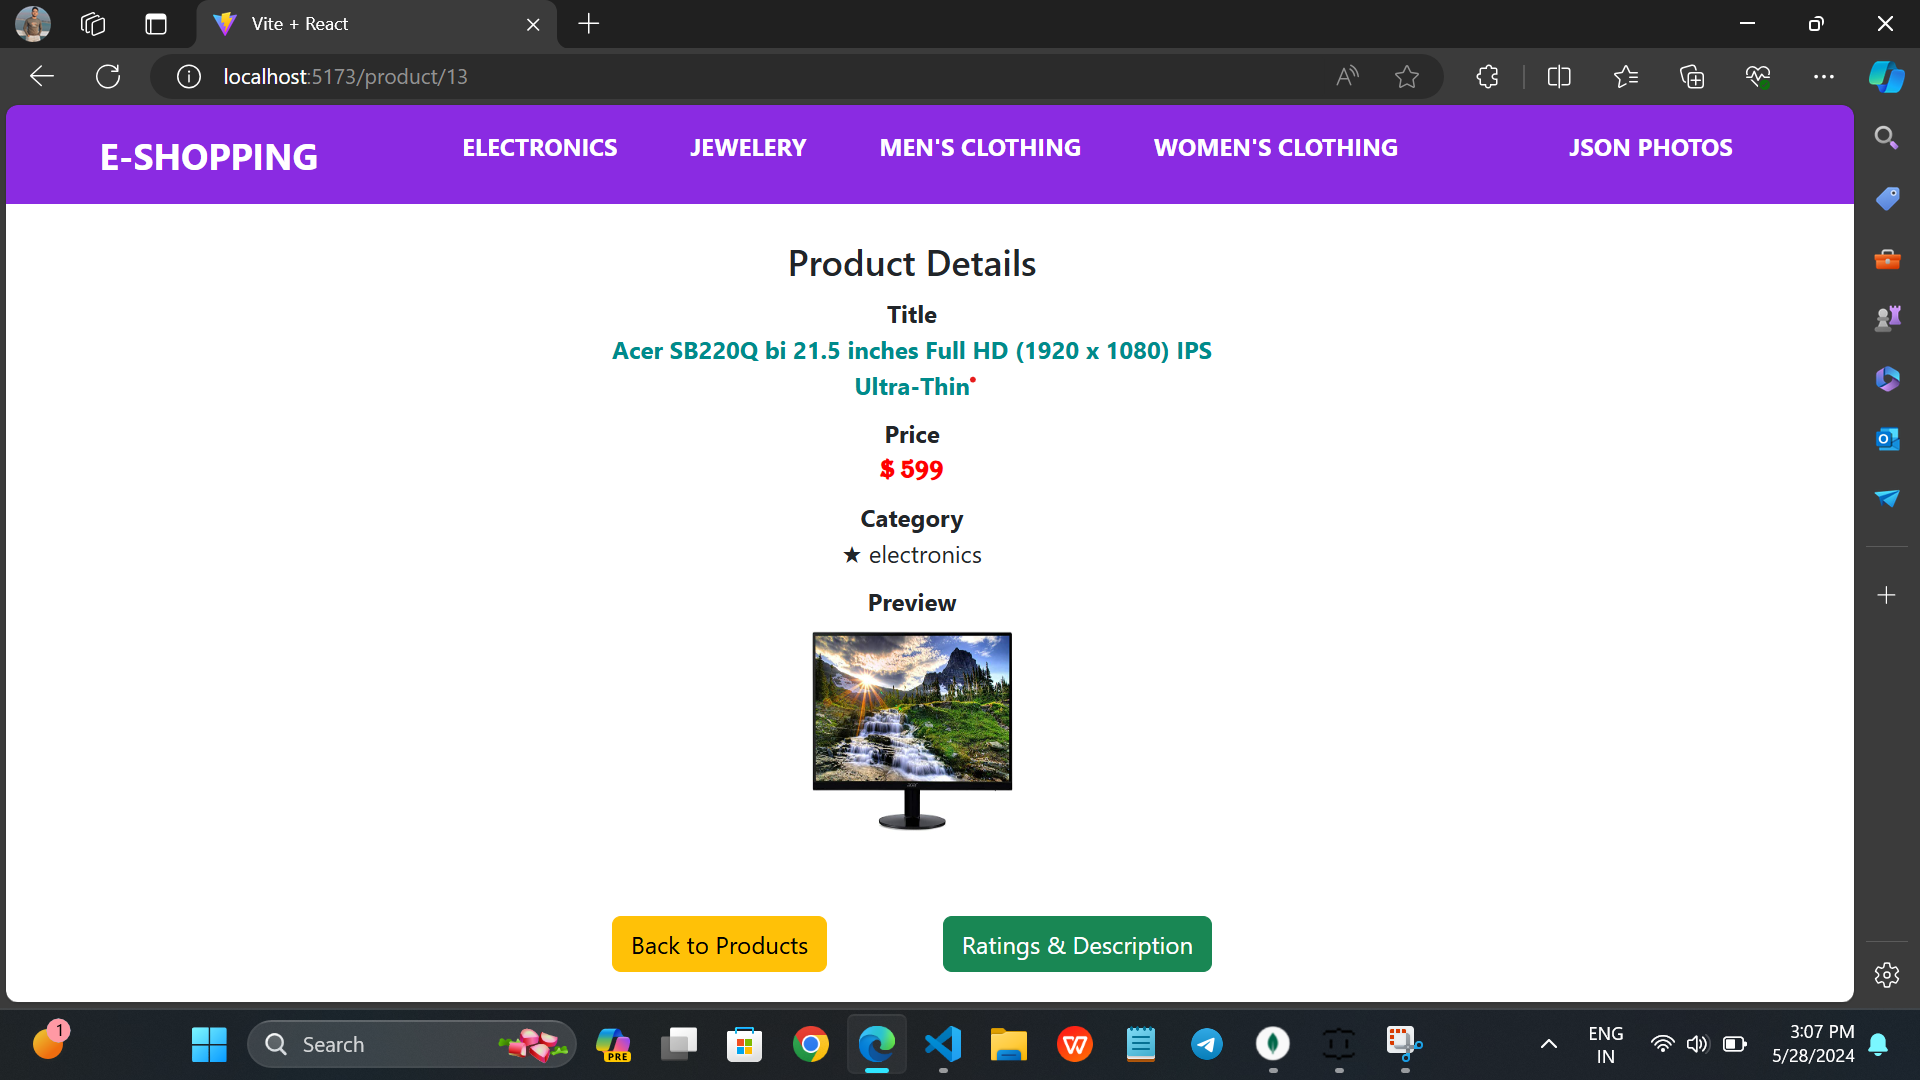 Vite + React
localhost:5173/product/13
E-SHOPPING
ELECTRONICS
JEWELERY
MEN'S CLOTHING
WOMEN'S CLOTHING
JSON PHOTOS
Product Details
Title
Acer SB220Q bi 21.5 inches Full HD (1920 x 1080) IPS
Ultra-Thin
Price
$ 599
Category
★ electronics
Preview
Back to Products
Ratings & Description
1
Search
PRE
ENG
IN
3:07 PM
5/28/2024